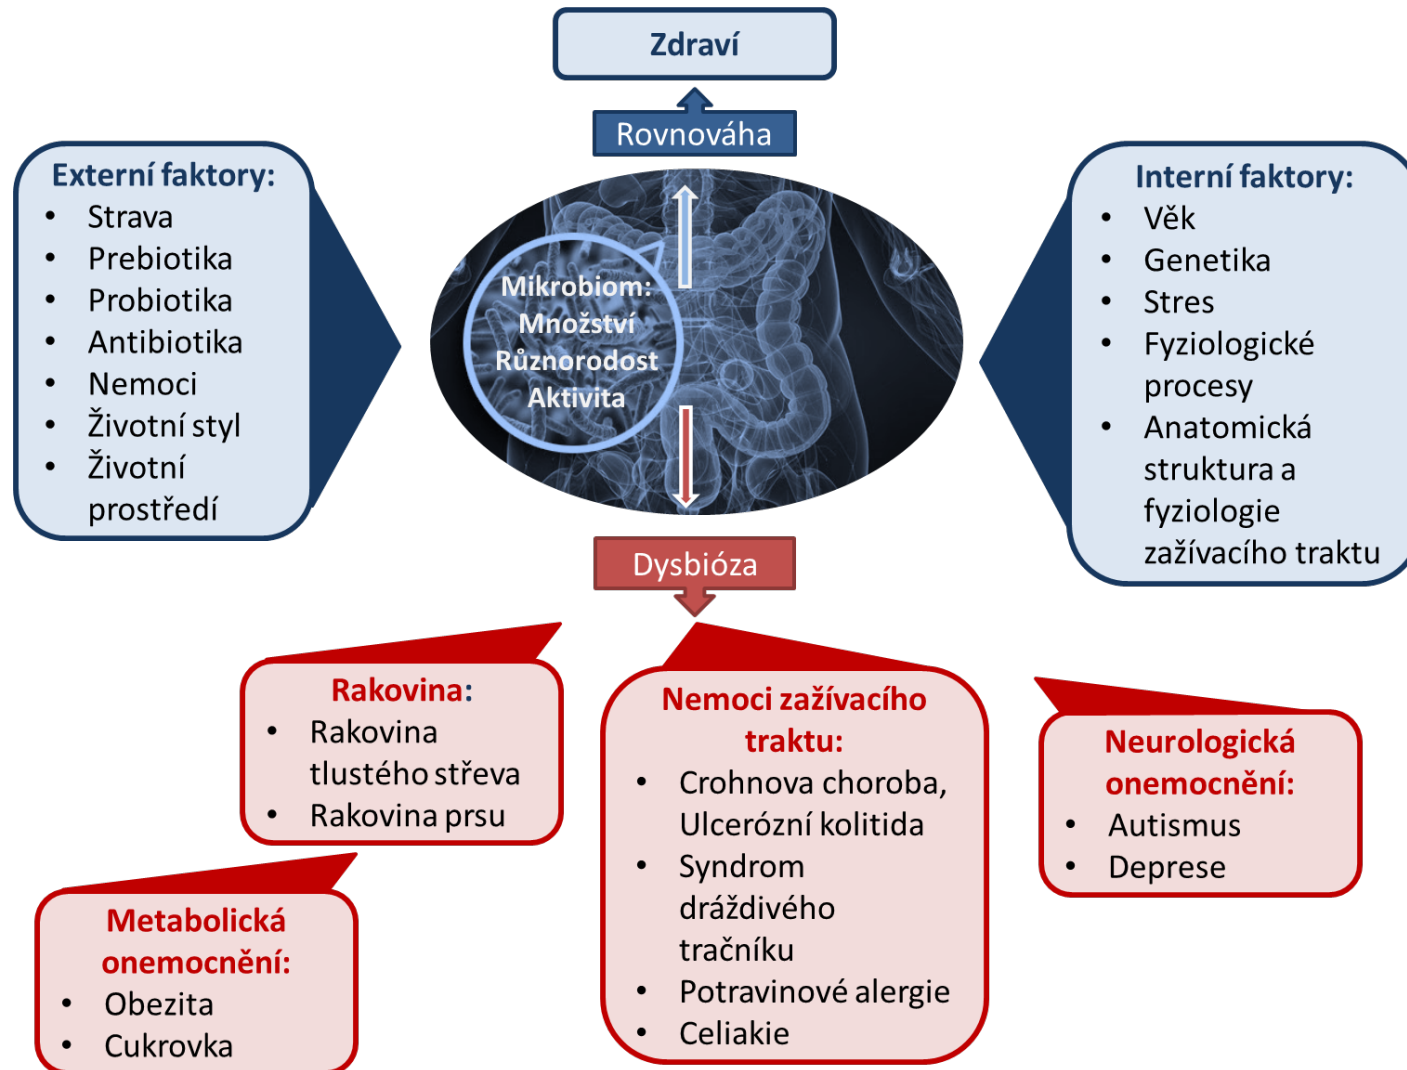 Zdraví
Rovnováha
Externí faktory:
• Strava
• Prebiotika
• Probiotika
• Antibiotika
• Nemoci
• Životní styl
• Životní
prostředí
Mikrobiom:
Množství
Různorodost
Aktivita
Interní faktory:
• Věk
• Genetika
• Stres
• Fyziologické
procesy
• Anatomická
struktura a
fyziologie
zažívacího traktu
Dysbióza
Rakovina:
• Rakovina
tlustého střeva
• Rakovina prsu
Metabolická
onemocnění:
• Obezita
• Cukrovka
Nemoci zažívacího
traktu:
• Crohnova choroba,
Ulcerózní kolitida
• Syndrom
dráždivého
tračníku
• Potravinové alergie
• Celiakie
Neurologická
onemocnění:
• Autismus
• Deprese